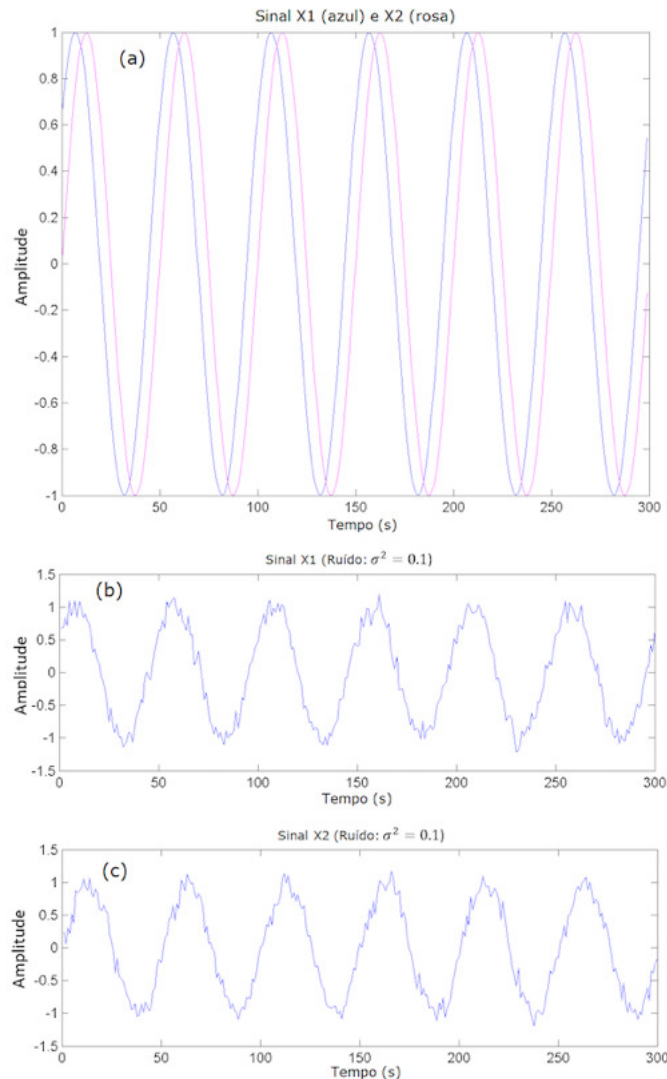 Sinal X1 (azul) e X2 (rosa)
(a)
Amplitude
1
0.8
0.6
0.4
0.2
0
-0.2
-0.4
-0.6
-0.8
-1
0 50 100 150 200 250 300
Tempo (s)
Sinal X1 (Ruído: σ² = 0.1)
(b)
Amplitude
1.5
1
0.5
0
-0.5
-1
-1.5
0 50 100 150 200 250 300
Tempo (s)
Sinal X2 (Ruído: σ² = 0.1)
(c)
Amplitude
1.5
1
0.5
0
-0.5
-1
-1.5
0 50 100 150 200 250 300
Tempo (s)